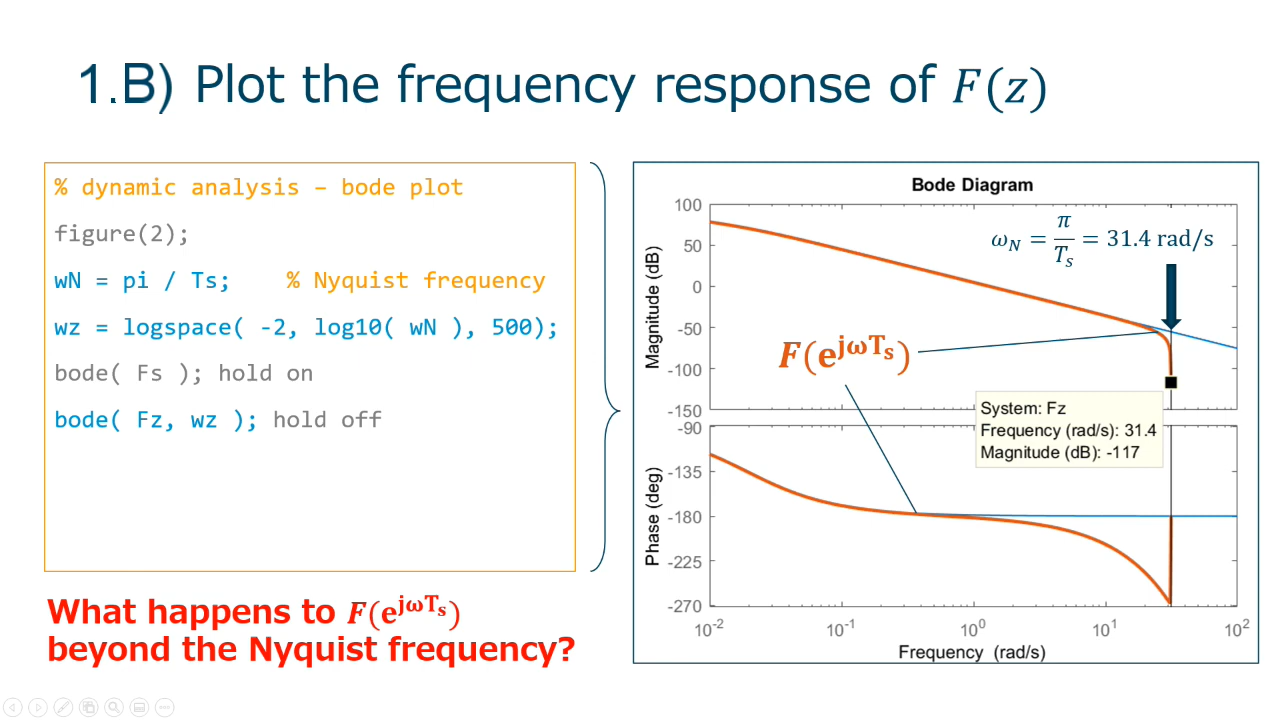 1.B) Plot the frequency response of F(z)
% dynamic analysis – bode plot
figure(2);
wN = pi / Ts;    % Nyquist frequency
wz = logspace( -2, log10( wN ), 500);
bode( Fs ); hold on
bode( Fz, wz ); hold off
What happens to F(e^jωTₛ)
beyond the Nyquist frequency?
Bode Diagram
Magnitude (dB)
100
50
0
-50
-100
-150
ω_N = π/Tₛ = 31.4 rad/s
F(e^jωTₛ)
System: Fz
Frequency (rad/s): 31.4
Magnitude (dB): -117
Phase (deg)
-90
-135
-180
-225
-270
10^-2 10^-1 10^0 10^1 10^2
Frequency (rad/s)